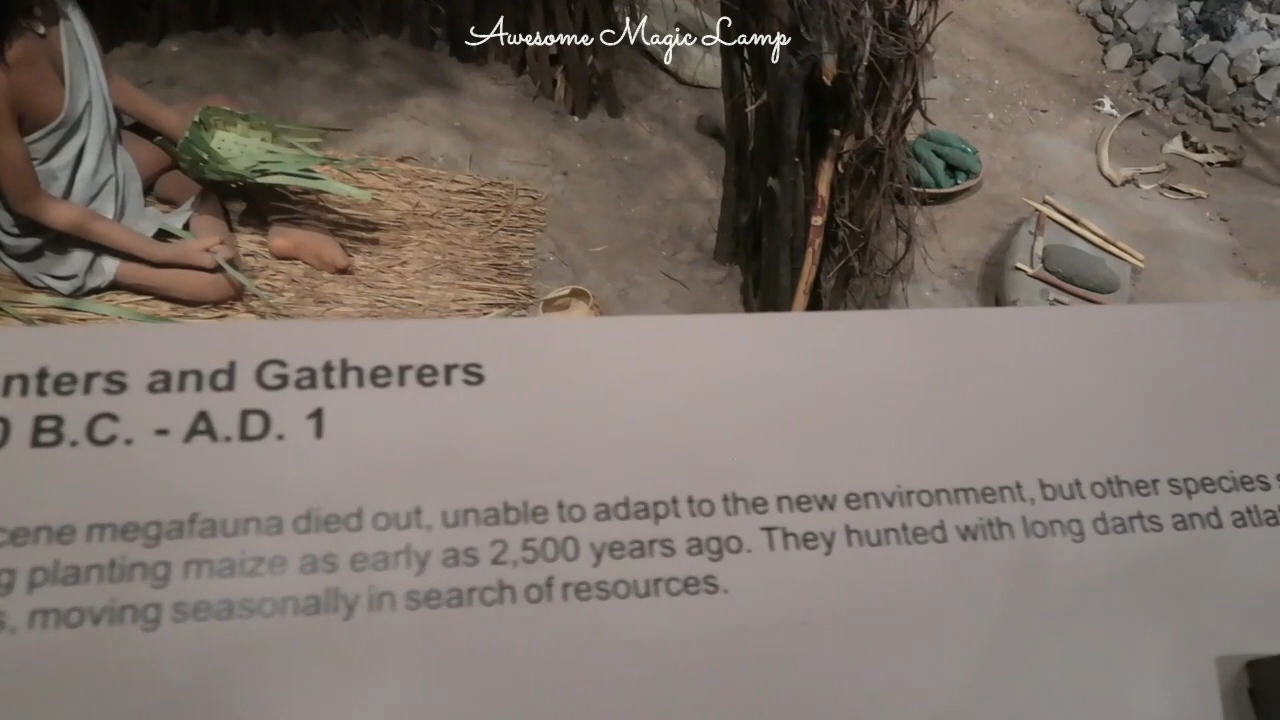 Awesome Magic Lamp
nters and Gatherers
0 B.C. - A.D. 1
cene megafauna died out, unable to adapt to the new environment, but other species s
g planting maize as early as 2,500 years ago. They hunted with long darts and atla
s, moving seasonally in search of resources.